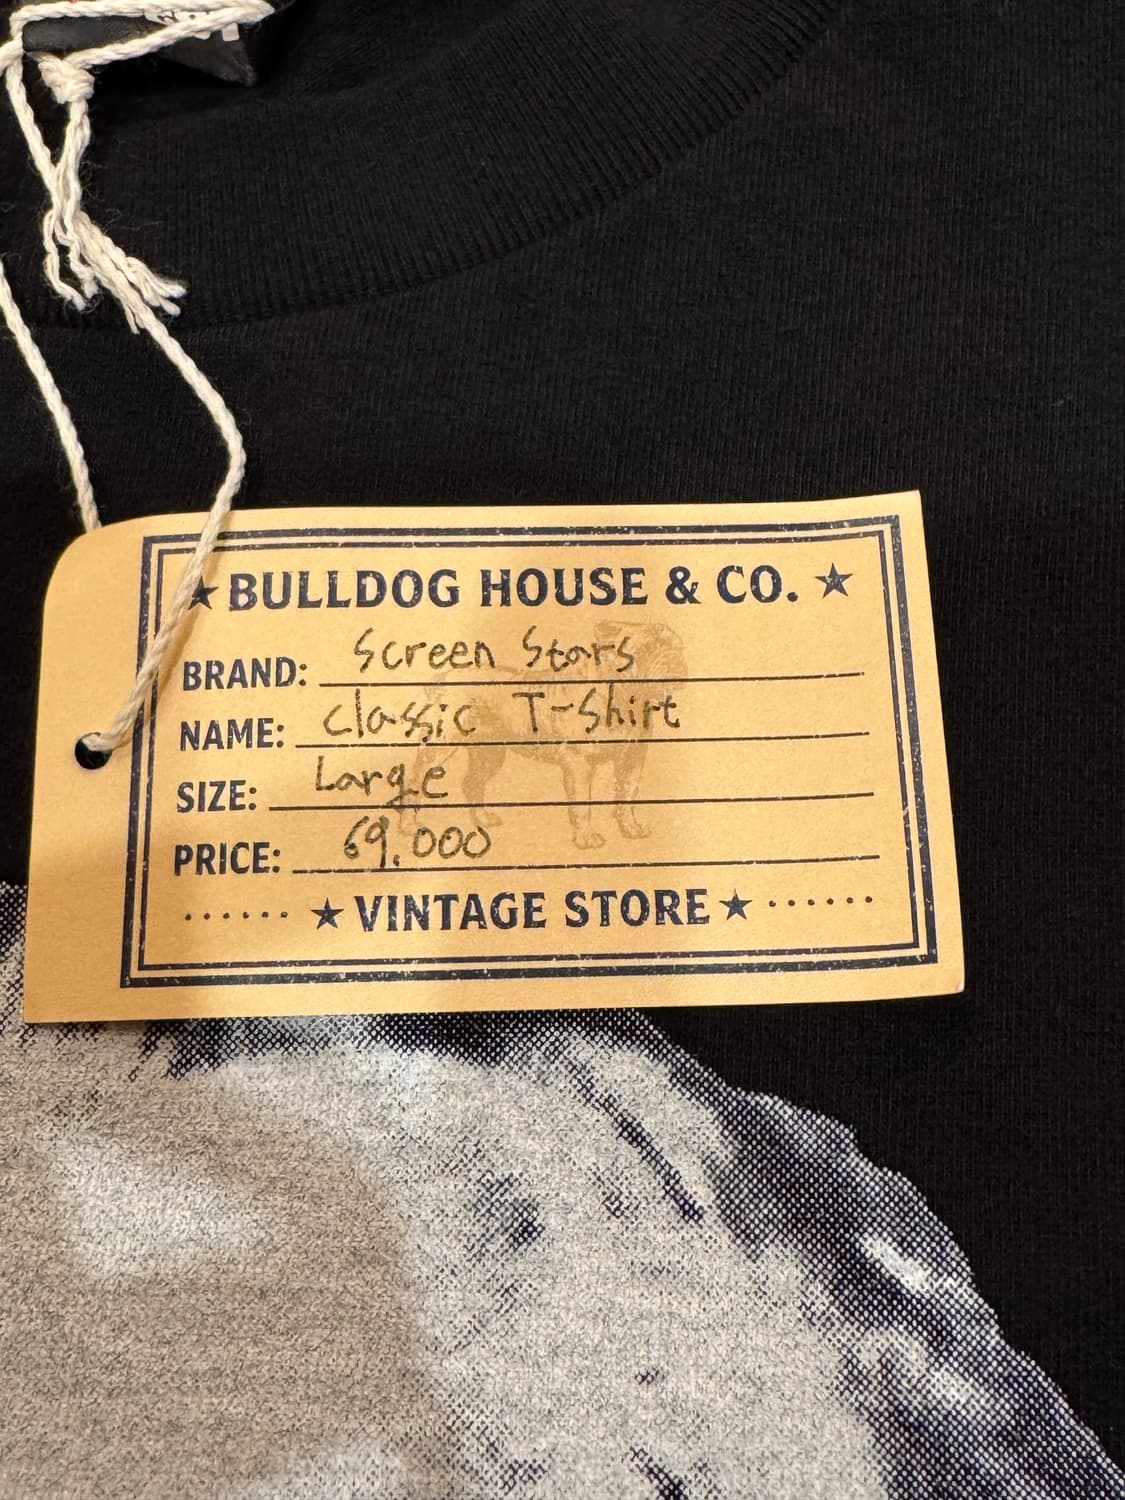 ★ BULLDOG HOUSE & CO. ★
BRAND: Screen Stars
NAME: classic T-Shirt
SIZE: Large
PRICE: 69,000
...... ★ VINTAGE STORE ★ ......